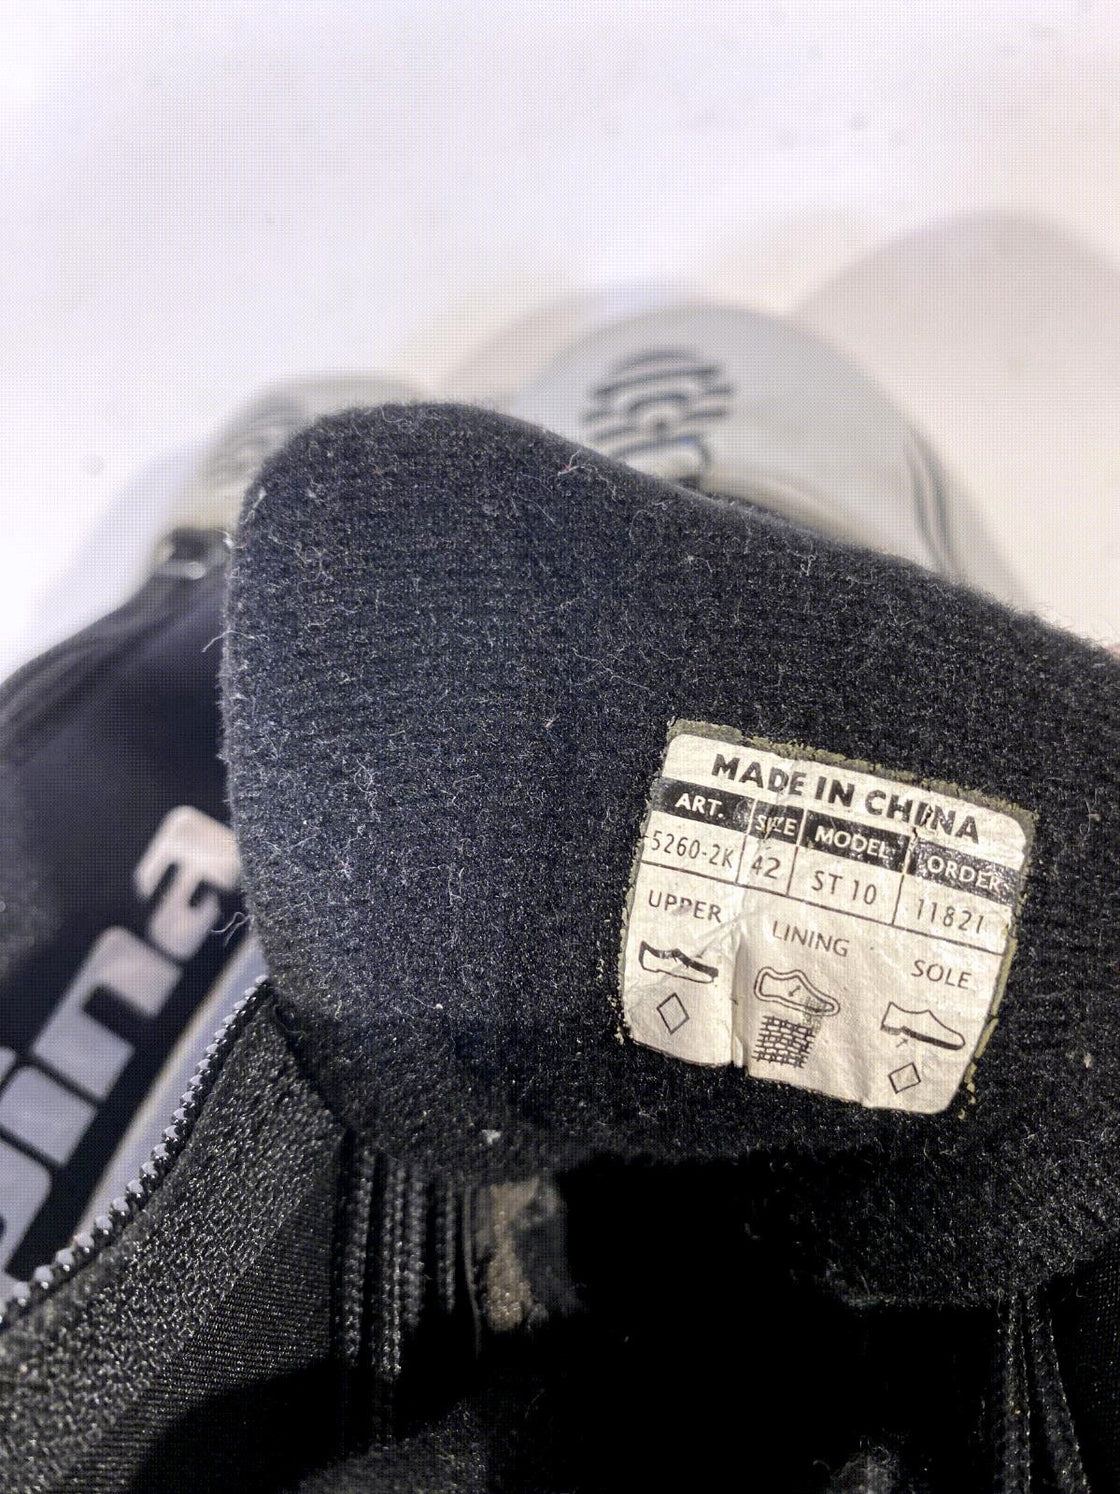 MADE IN CHINA
ART. SIZE MODEL ORDER
5260-2K 42 ST 10 11821
UPPER LINING SOLE